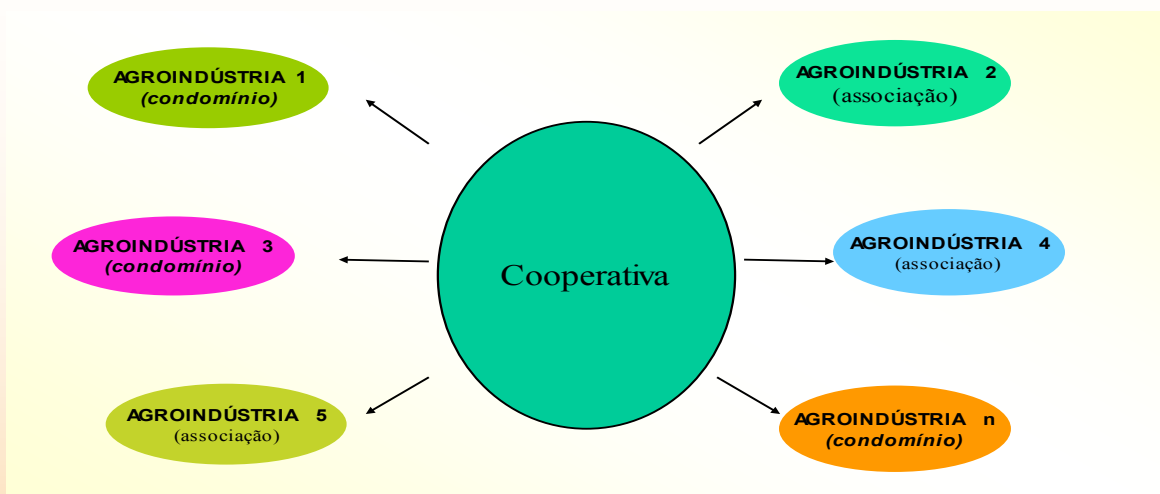 AGROINDÚSTRIA 1
(condomínio)
AGROINDÚSTRIA 2
(associação)
AGROINDÚSTRIA 3
(condomínio)
Cooperativa
AGROINDÚSTRIA 4
(associação)
AGROINDÚSTRIA 5
(associação)
AGROINDÚSTRIA n
(condomínio)